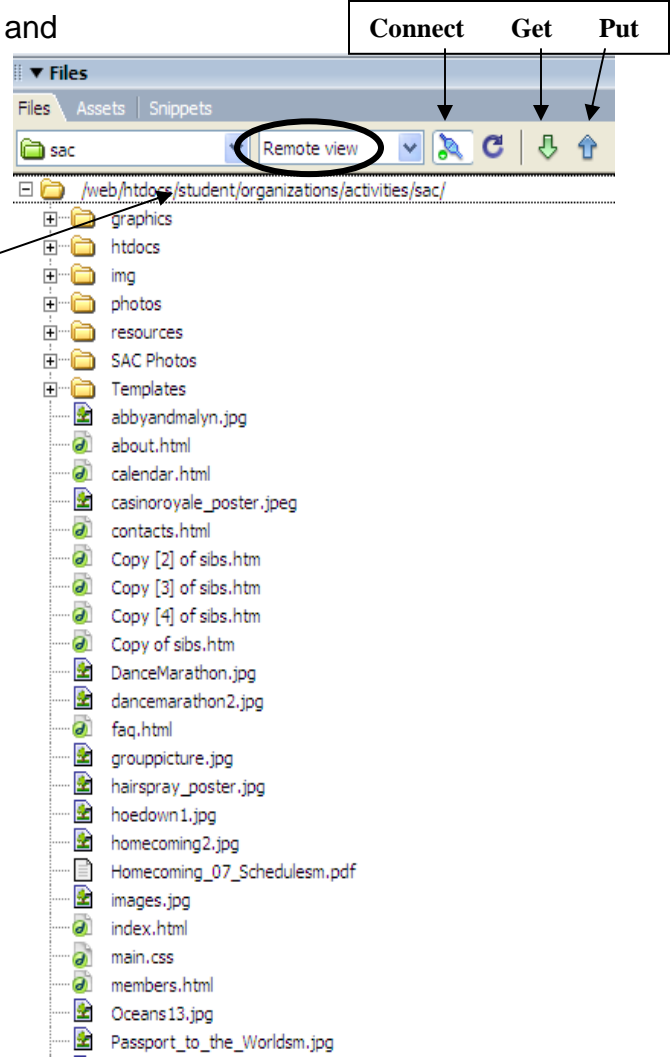 and
Connect Get Put
Files
Files Assets Snippets
sac Remote view
/web/htdocs/student/organizations/activities/sac/
graphics
htdocs
img
photos
resources
SAC Photos
Templates
abbyandmalyn.jpg
about.html
calendar.html
casinoroyale_poster.jpeg
contacts.html
Copy [2] of sibs.htm
Copy [3] of sibs.htm
Copy [4] of sibs.htm
Copy of sibs.htm
DanceMarathon.jpg
dancemarathon2.jpg
faq.html
grouppicture.jpg
hairspray_poster.jpg
hoedown1.jpg
homecoming2.jpg
Homecoming_07_Schedulesm.pdf
images.jpg
index.html
main.css
members.html
Oceans13.jpg
Passport_to_the_Worldsm.jpg